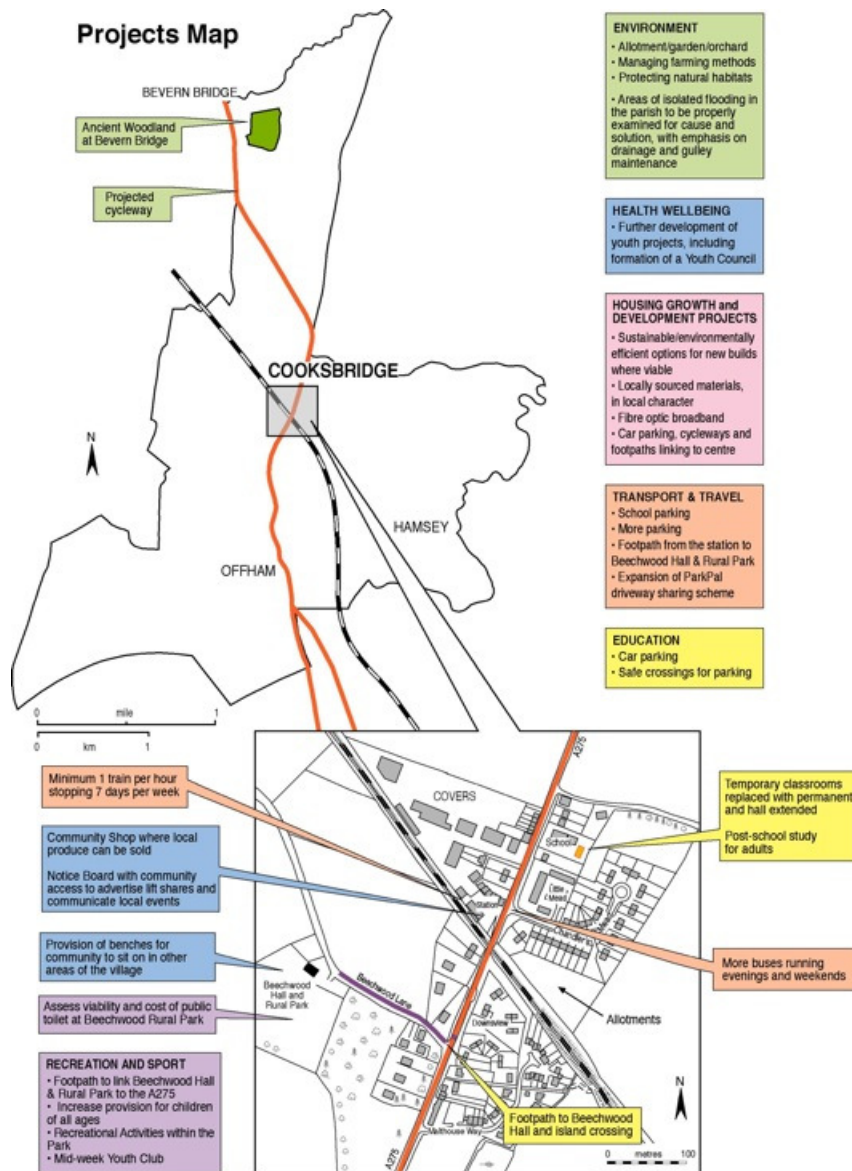 Projects Map
BEVERN BRIDGE
Ancient Woodland
at Bevern Bridge
Projected
cycleway
COOKSBRIDGE
N
HAMSEY
OFFHAM
0 mile 1
0 km 1
ENVIRONMENT
• Allotment/garden/orchard
• Managing farming methods
• Protecting natural habitats
• Areas of isolated flooding in
the parish to be properly
examined for cause and
solution, with emphasis on
drainage and gulley
maintenance
HEALTH WELLBEING
• Further development of
youth projects, including
formation of a Youth Council
HOUSING GROWTH and
DEVELOPMENT PROJECTS
• Sustainable/environmentally
efficient options for new builds
where viable
• Locally sourced materials,
in local character
• Fibre optic broadband
• Car parking, cycleways and
footpaths linking to centre
TRANSPORT & TRAVEL
• School parking
• More parking
• Footpath from the station to
Beechwood Hall & Rural Park
• Expansion of ParkPal
driveway sharing scheme
EDUCATION
• Car parking
• Safe crossings for parking
Minimum 1 train per hour
stopping 7 days per week
Community Shop where local
produce can be sold
Notice Board with community
access to advertise lift shares and
communicate local events
Provision of benches for
community to sit on in other
areas of the village
Assess viability and cost of public
toilet at Beechwood Rural Park
RECREATION AND SPORT
• Footpath to link Beechwood Hall
& Rural Park to the A275
• Increase provision for children
of all ages
• Recreational Activities within the
Park
• Mid-week Youth Club
A275
COVERS
School
Little
Mead
Station
Chandlers
Mead
Beechwood
Hall and
Rural Park
Beechwood Lane
Downsview
Allotments
Malthouse Way
A275
N
0 metres 100
Temporary classrooms
replaced with permanent
and hall extended
Post-school study
for adults
More buses running
evenings and weekends
Footpath to Beechwood
Hall and island crossing